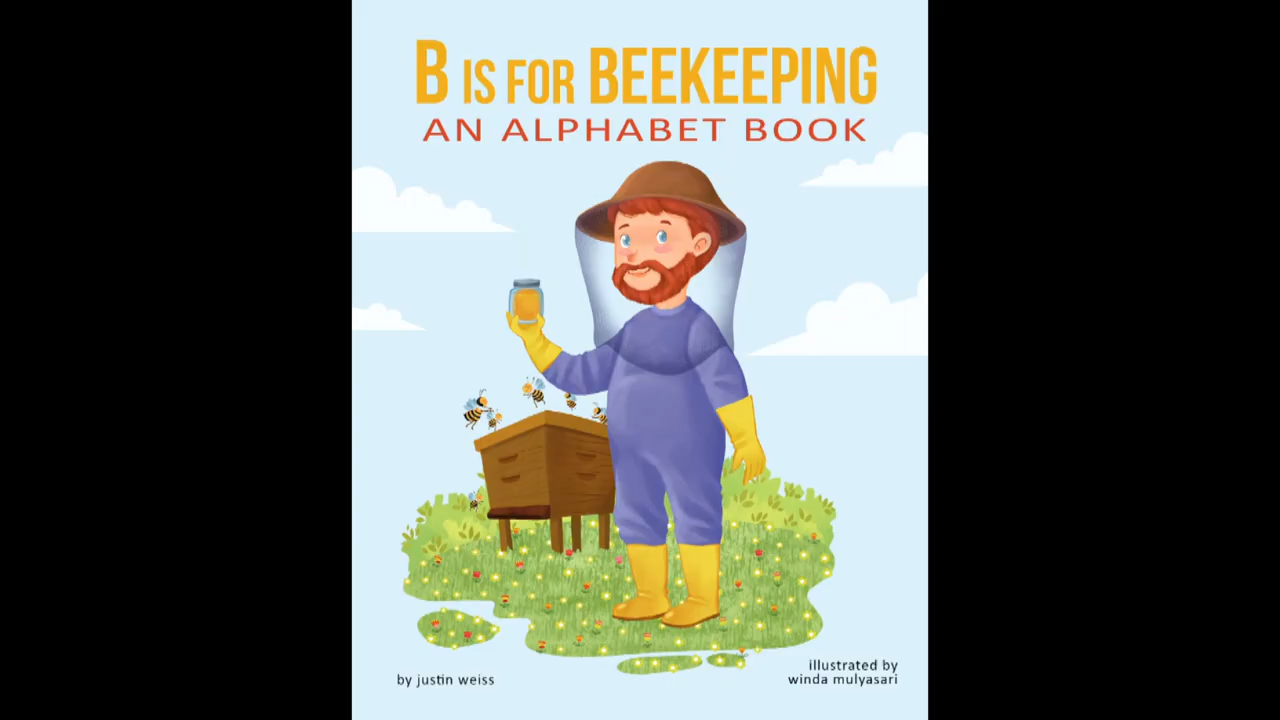 B IS FOR BEEKEEPING
AN ALPHABET BOOK
by justin weiss
illustrated by
winda mulyasari